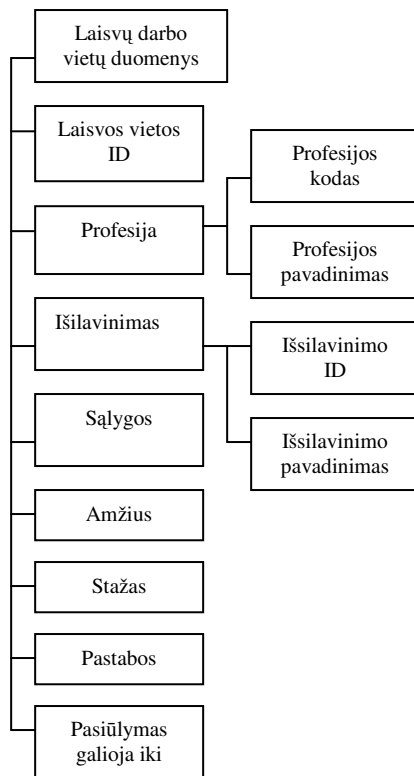 Laisvų darbo
vietų duomenys
Laisvos vietos
ID
Profesija
Profesijos
kodas
Profesijos
pavadinimas
Išilavinimas
Išsilavinimo
ID
Išsilavinimo
pavadinimas
Sąlygos
Amžius
Stažas
Pastabos
Pasiūlymas
galioja iki